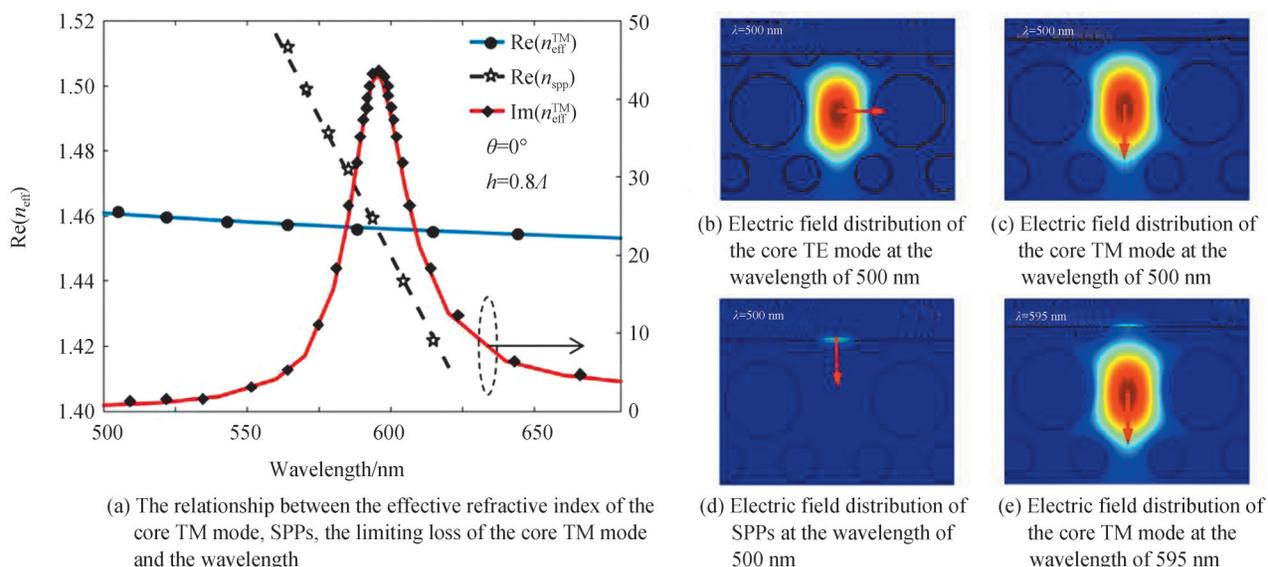 1.52
1.50
1.48
1.46
1.44
1.42
1.40
Re(n_eff)
50
40
30
20
10
0
500
550
600
650
Wavelength/nm
Re(n_eff^TM)
Re(n_spp)
Im(n_eff^TM)
θ=0°
h=0.8Λ
(a) The relationship between the effective refractive index of the
core TM mode, SPPs, the limiting loss of the core TM mode
and the wavelength
λ=500 nm
(b) Electric field distribution of
the core TE mode at the
wavelength of 500 nm
λ=500 nm
(c) Electric field distribution of
the core TM mode at the
wavelength of 500 nm
λ=500 nm
(d) Electric field distribution of
SPPs at the wavelength of
500 nm
λ=595 nm
(e) Electric field distribution of
the core TM mode at the
wavelength of 595 nm